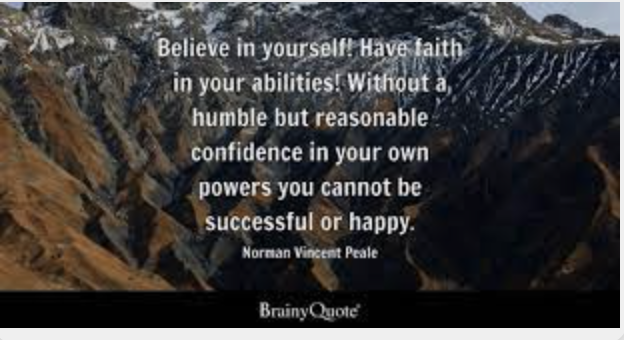 Believe in yourself! Have faith
in your abilities! Without a
humble but reasonable
confidence in your own
powers you cannot be
successful or happy.
Norman Vincent Peale
BrainyQuote®